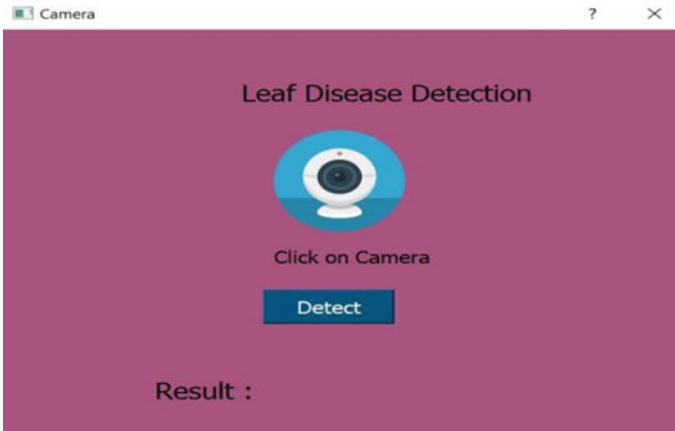 Camera ?
Leaf Disease Detection
Click on Camera
Detect
Result :